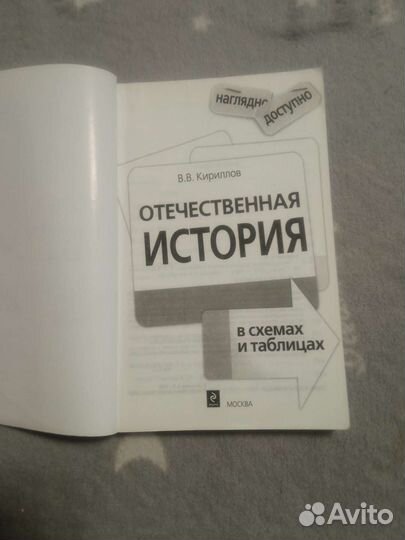 наглядно
доступно
В.В. Кириллов
ОТЕЧЕСТВЕННАЯ
ИСТОРИЯ
в схемах
и таблицах
МОСКВА
Avito